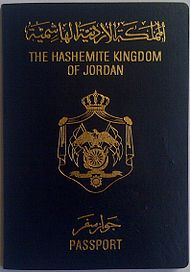 المملكة الأردنية الهاشمية
THE HASHEMITE KINGDOM
OF JORDAN
جواز سفر
PASSPORT